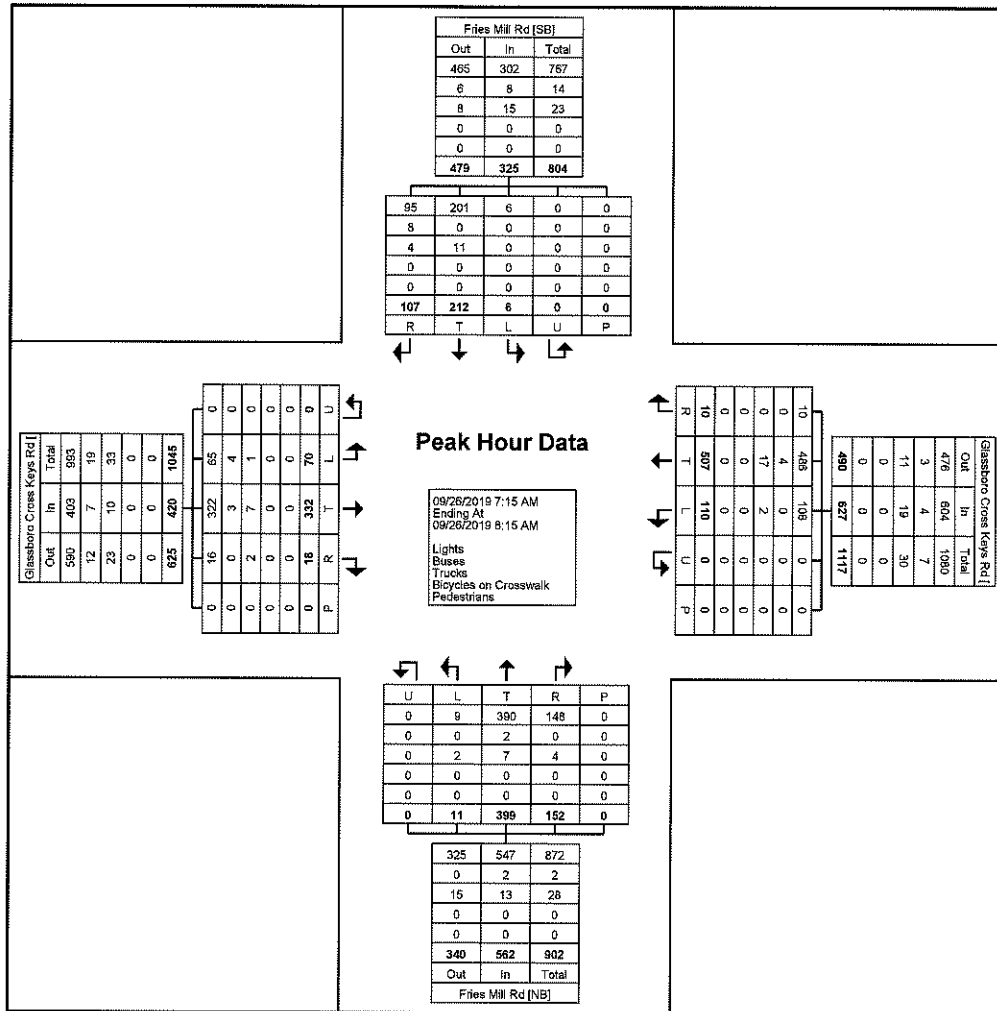 Fries Mill Rd [SB]
Out In Total
465 302 767
6 8 14
8 15 23
0 0 0
0 0 0
479 325 804
95 201 6 0 0
8 0 0 0 0
4 11 0 0 0
0 0 0 0 0
0 0 0 0 0
107 212 6 0 0
R T L U P
Glassboro Cross Keys Rd [
Total In Out
993 403 590
19 7 12
33 10 23
0 0 0
0 0 0
1045 420 625
0 65 322 16 0
0 4 3 0 0
0 1 7 2 0
0 0 0 0 0
0 0 0 0 0
0 70 332 18 0
U L T R P
Peak Hour Data
09/26/2019 7:15 AM
Ending At
09/26/2019 8:15 AM
Lights
Buses
Trucks
Bicycles on Crosswalk
Pedestrians
R T L U P
10 507 110 0 0
0 0 0 0 0
0 0 0 0 0
0 17 2 0 0
0 4 0 0 0
10 486 108 0 0
Glassboro Cross Keys Rd [
Out In Total
476 604 1080
3 4 7
11 19 30
0 0 0
0 0 0
490 627 1117
U L T R P
0 9 390 148 0
0 0 2 0 0
0 2 7 4 0
0 0 0 0 0
0 0 0 0 0
0 11 399 152 0
325 547 872
0 2 2
15 13 28
0 0 0
0 0 0
340 562 902
Out In Total
Fries Mill Rd [NB]